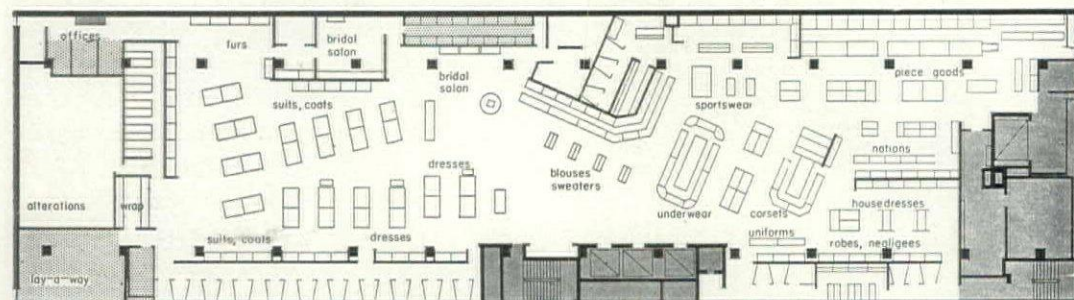 offices
furs
bridal
salon
bridal
salon
suits, coats
piece goods
sportswear
notions
dresses
blouses
sweaters
alterations
wrap
underwear
corsets
housedresses
uniforms
suits, coats
dresses
robes, negligees
lay-a-way